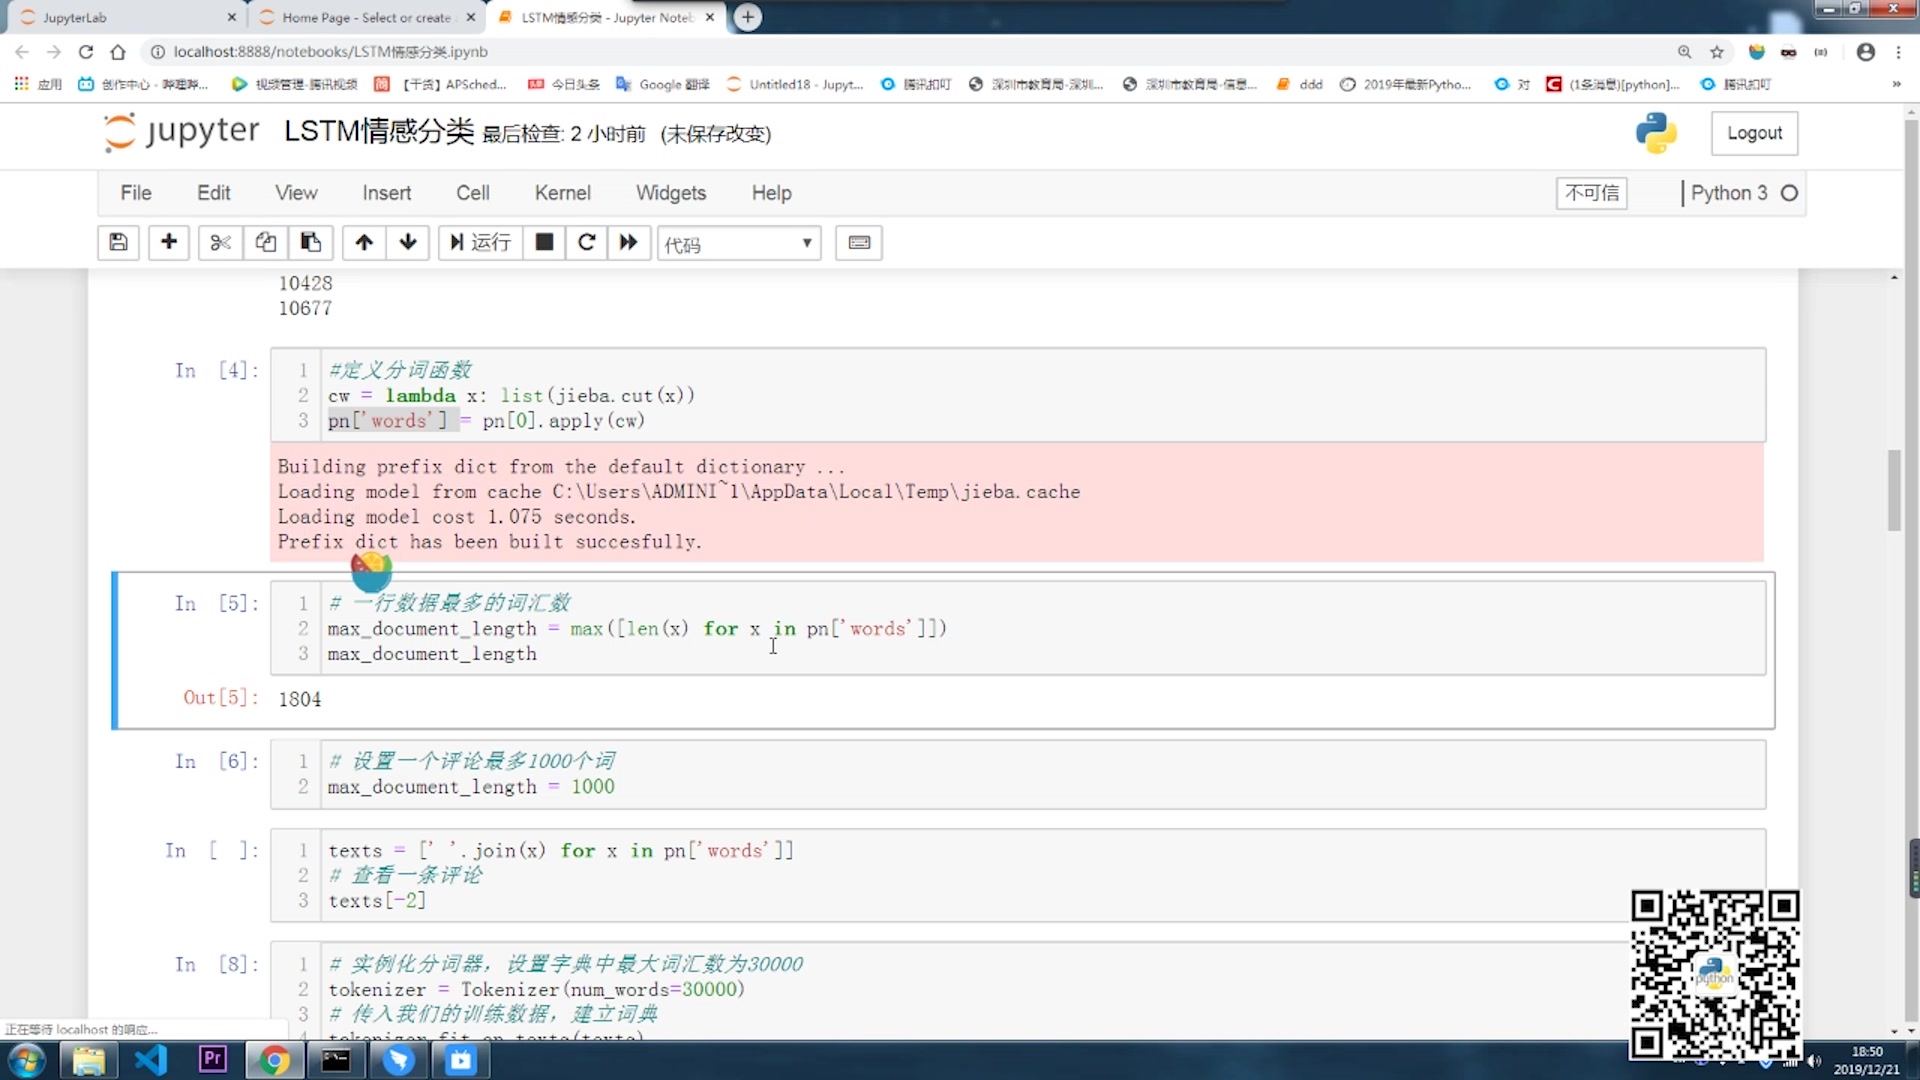 JupyterLab
Home Page - Select or create
LSTM情感分类 - Jupyter Noteb
localhost:8888/notebooks/LSTM情感分类.ipynb
应用
创作中心 - 哔哩哔...
视频管理-腾讯视频
【干货】APSched...
今日头条
Google 翻译
Untitled18 - Jupyt...
腾讯扣叮
深圳市教育局-深圳...
深圳市教育局-信息...
ddd
2019年最新Pytho...
对
(1条消息)[python]...
腾讯扣叮
»
jupyter LSTM情感分类 最后检查: 2 小时前 (未保存改变)
Logout
File Edit View Insert Cell Kernel Widgets Help
不可信
Python 3
运行
代码
10428
10677
In [4]:
1 #定义分词函数
2 cw = lambda x: list(jieba.cut(x))
3 pn['words'] = pn[0].apply(cw)
Building prefix dict from the default dictionary ...
Loading model from cache C:\Users\ADMINI~1\AppData\Local\Temp\jieba.cache
Loading model cost 1.075 seconds.
Prefix dict has been built succesfully.
In [5]:
1 # 一行数据最多的词汇数
2 max_document_length = max([len(x) for x in pn['words']])
3 max_document_length
Out[5]: 1804
In [6]:
1 # 设置一个评论最多1000个词
2 max_document_length = 1000
In [ ]:
1 texts = [' '.join(x) for x in pn['words']]
2 # 查看一条评论
3 texts[-2]
In [8]:
1 # 实例化分词器，设置字典中最大词汇数为30000
2 tokenizer = Tokenizer(num_words=30000)
3 # 传入我们的训练数据，建立词典
4 tokenizer.fit_on_texts(texts)
正在等待 localhost 的响应...
python
Pr
18:50
2019/12/21